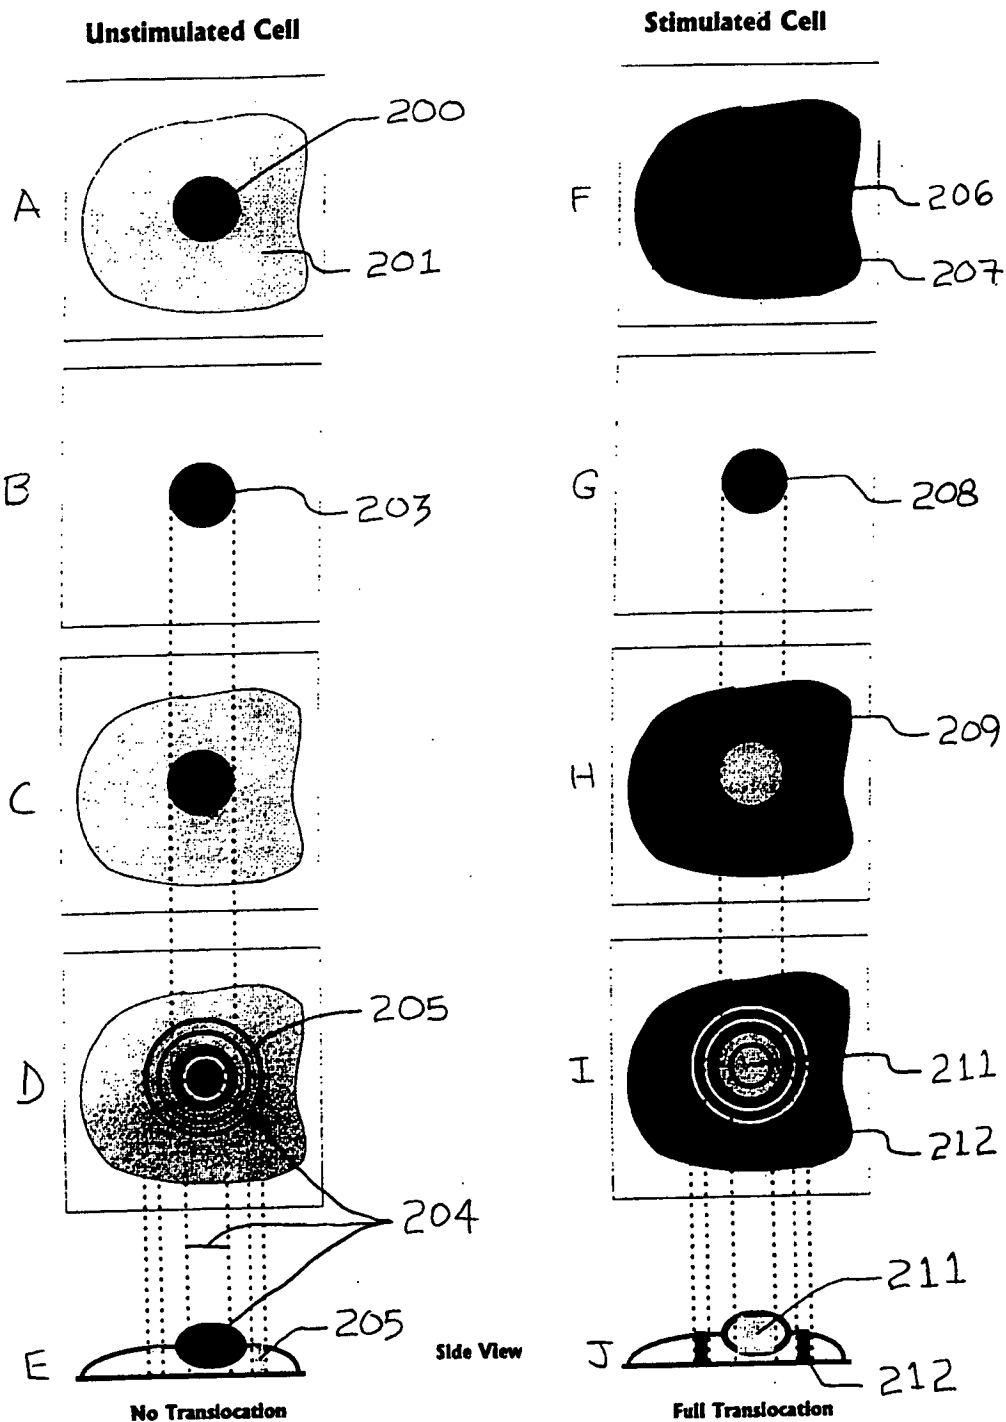 Unstimulated Cell
Stimulated Cell
A
200
201
F
206
207
B
203
G
208
C
H
209
D
205
I
211
212
204
E
205
Side View
J
211
212
No Translocation
Full Translocation